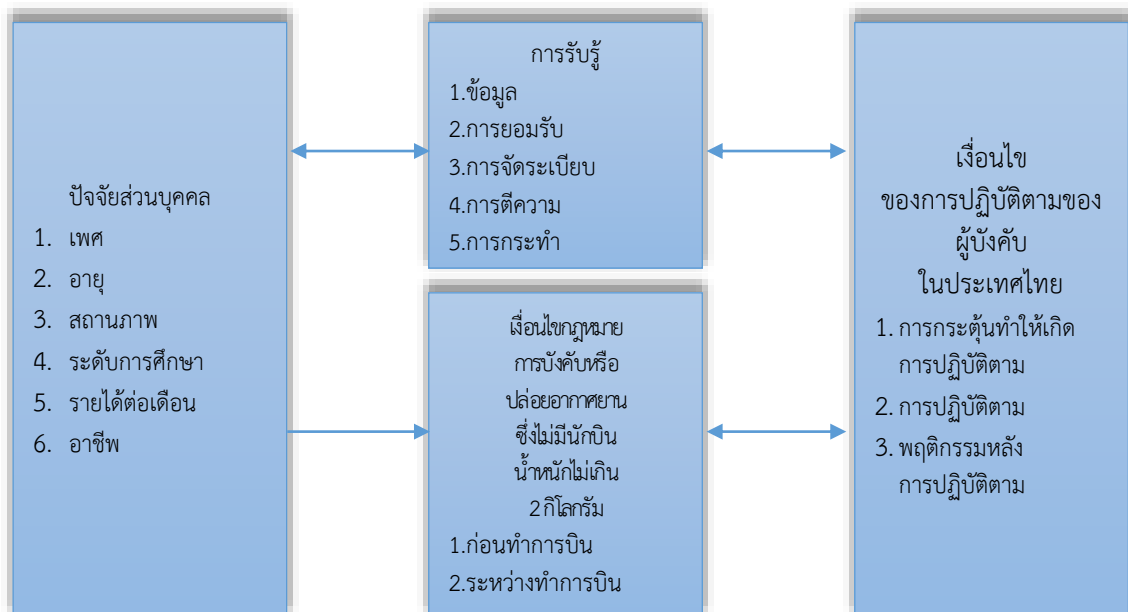 ปัจจัยส่วนบุคคล
1. เพศ
2. อายุ
3. สถานภาพ
4. ระดับการศึกษา
5. รายได้ต่อเดือน
6. อาชีพ
การรับรู้
1.ข้อมูล
2.การยอมรับ
3.การจัดระเบียบ
4.การตีความ
5.การกระทำ
เงื่อนไขกฎหมาย
การบังคับหรือ
ปล่อยอากาศยาน
ซึ่งไม่มีนักบิน
น้ำหนักไม่เกิน
2 กิโลกรัม
1.ก่อนทำการบิน
2.ระหว่างทำการบิน
เงื่อนไข
ของการปฏิบัติตามของ
ผู้บังคับ
ในประเทศไทย
1. การกระตุ้นทำให้เกิด
การปฏิบัติตาม
2. การปฏิบัติตาม
3. พฤติกรรมหลัง
การปฏิบัติตาม